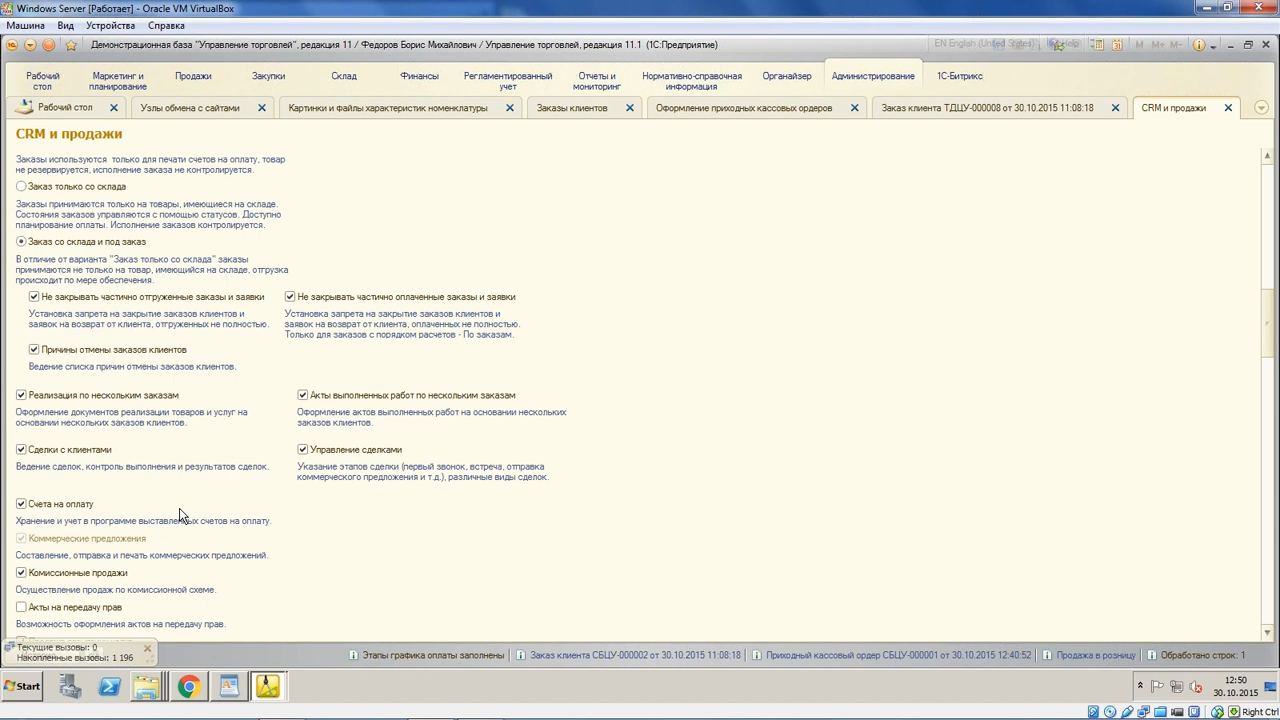 Windows Server [Работает] - Oracle VM VirtualBox
Машина Вид Устройства Справка
Демонстрационная база "Управление торговлей", редакция 11 / Федоров Борис Михайлович / Управление торговлей, редакция 11.1 (1С:Предприятие)
EN English (United States) Help
M M+ M-
Рабочий стол
Маркетинг и планирование
Продажи
Закупки
Склад
Финансы
Регламентированный учет
Отчеты и мониторинг
Нормативно-справочная информация
Органайзер
Администрирование
1С-Битрикс
Рабочий стол
Узлы обмена с сайтами
Картинки и Файлы характеристик номенклатуры
Заказы клиентов
Оформление приходных кассовых ордеров
Заказ клиента ТДЦУ-000008 от 30.10.2015 11:08:18
CRM и продажи
CRM и продажи
Заказы используются только для печати счетов на оплату, товар
не резервируется, исполнение заказа не контролируется.
Заказ только со склада
Заказы принимаются только на товары, имеющиеся на складе.
Состояния заказов управляются с помощью статусов. Доступно
планирование оплаты. Исполнение заказов контролируется.
Заказ со склада и под заказ
В отличие от варианта "Заказ только со склада" заказы
принимаются не только на товар, имеющийся на складе, отгрузка
происходит по мере обеспечения.
Не закрывать частично отгруженные заказы и заявки
Установка запрета на закрытие заказов клиентов и
заявок на возврат от клиента, отгруженных не полностью.
Не закрывать частично оплаченные заказы и заявки
Установка запрета на закрытие заказов клиентов и
заявок на возврат от клиента, оплаченных не полностью.
Только для заказов с порядком расчетов - По заказам.
Причины отмены заказов клиентов
Ведение списка причин отмены заказов клиентов.
Реализация по нескольким заказам
Оформление документов реализации товаров и услуг на
основании нескольких заказов клиентов.
Акты выполненных работ по нескольким заказам
Оформление актов выполненных работ на основании нескольких
заказов клиентов.
Сделки с клиентами
Ведение сделок, контроль выполнения и результатов сделок.
Управление сделками
Указание этапов сделки (первый звонок, встреча, отправка
коммерческого предложения и т.д.), различные виды сделок.
Счета на оплату
Хранение и учет в программе выставленных счетов на оплату.
Коммерческие предложения
Составление, отправка и печать коммерческих предложений.
Комиссионные продажи
Осуществление продаж по комиссионной схеме.
Акты на передачу прав
Возможность оформления актов на передачу прав.
Текущие вызовы: 0
Накопленные вызовы: 1 196
Этапы графика оплаты заполнены
Заказ клиента СБЦУ-000002 от 30.10.2015 11:08:18
Приходный кассовый ордер СБЦУ-000001 от 30.10.2015 12:40:52
Продажа в розницу
Обработано строк: 1
Start
12:50
30.10.2015
Right Ctrl